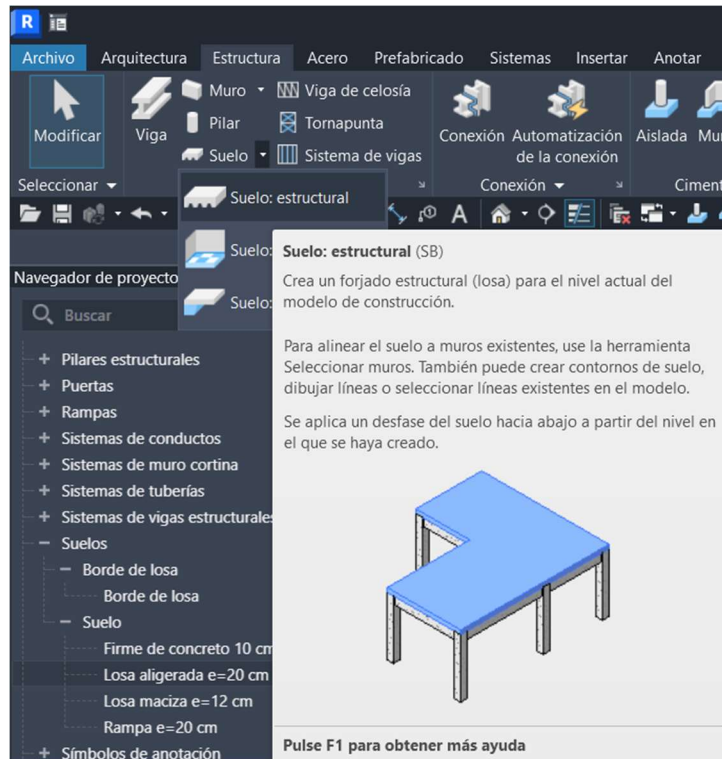 R
Archivo Arquitectura Estructura Acero Prefabricado Sistemas Insertar Anotar
Modificar
Viga
Muro
Pilar
Suelo
Viga de celosía
Tornapunta
Sistema de vigas
Conexión
Automatización
de la conexión
Aislada
Mur
Seleccionar
Conexión
Ciment
Suelo: estructural
A
Suelo:
Suelo:
Suelo: estructural (SB)
Crea un forjado estructural (losa) para el nivel actual del
modelo de construcción.
Para alinear el suelo a muros existentes, use la herramienta
Seleccionar muros. También puede crear contornos de suelo,
dibujar líneas o seleccionar líneas existentes en el modelo.
Se aplica un desfase del suelo hacia abajo a partir del nivel en
el que se haya creado.
Pulse F1 para obtener más ayuda
Navegador de proyecto
Buscar
Pilares estructurales
Puertas
Rampas
Sistemas de conductos
Sistemas de muro cortina
Sistemas de tuberías
Sistemas de vigas estructurales
Suelos
Borde de losa
Borde de losa
Suelo
Firme de concreto 10 cm
Losa aligerada e=20 cm
Losa maciza e=12 cm
Rampa e=20 cm
Símbolos de anotación